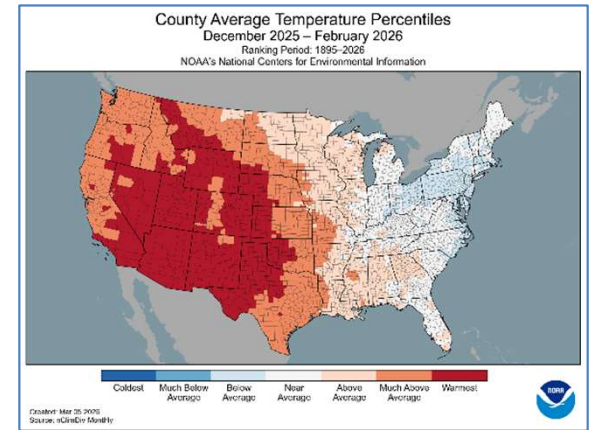 County Average Temperature Percentiles
December 2025 – February 2026
Ranking Period: 1895–2026
NOAA's National Centers for Environmental Information
Coldest
Much Below Average
Below Average
Near Average
Above Average
Much Above Average
Warmest
Created: Mar 05 2026
Source: nClimDiv Monthly
NOAA